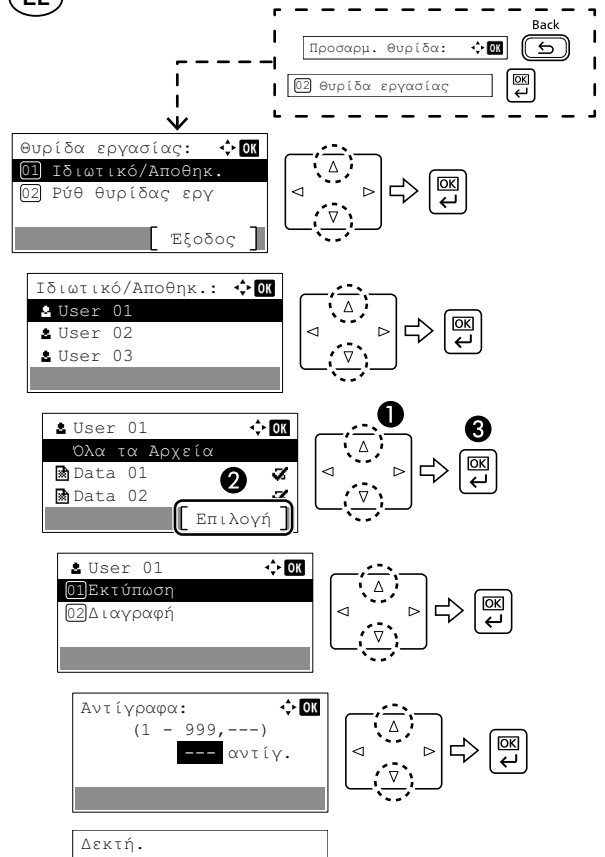 EL
Back
Προσαρμ. θυρίδα: OK
02 θυρίδα εργασίας OK
θυρίδα εργασίας: OK
01 Ιδιωτικό/Αποθηκ.
02 Ρύθ θυρίδας εργ
[ Έξοδος ]
OK
Ιδιωτικό/Αποθηκ.: OK
User 01
User 02
User 03
OK
User 01 OK
Όλα τα Αρχεία
Data 01
Data 02
[ Επιλογή ]
1
2
3
OK
User 01 OK
01 Εκτύπωση
02 Διαγραφή
OK
Αντίγραφα: OK
(1 - 999,---)
--- αντίγ.
OK
Δεκτή.